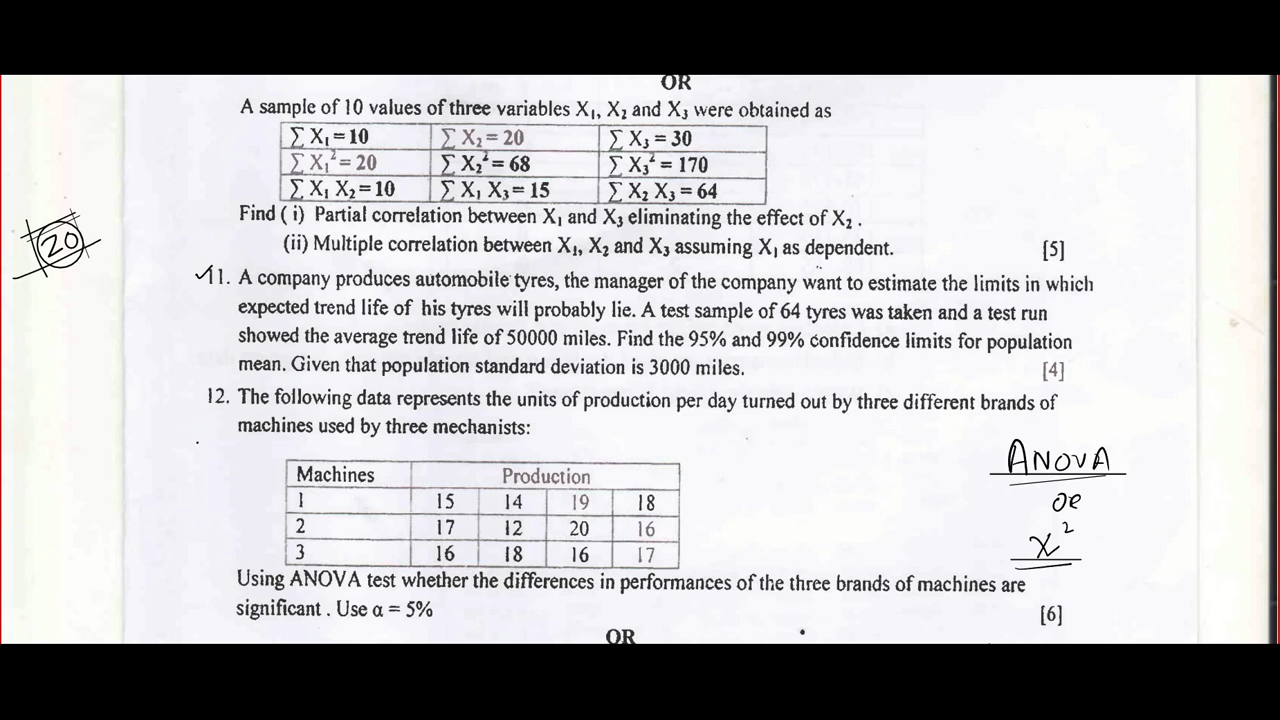 OR
A sample of 10 values of three variables X₁, X₂ and X₃ were obtained as
∑ X₁ = 10 ∑ X₂ = 20 ∑ X₃ = 30
∑ X₁² = 20 ∑ X₂² = 68 ∑ X₃² = 170
∑ X₁ X₂ = 10 ∑ X₁ X₃ = 15 ∑ X₂ X₃ = 64
Find ( i) Partial correlation between X₁ and X₃ eliminating the effect of X₂ .
(ii) Multiple correlation between X₁, X₂ and X₃ assuming X₁ as dependent. [5]
20
11. A company produces automobile tyres, the manager of the company want to estimate the limits in which
expected trend life of his tyres will probably lie. A test sample of 64 tyres was taken and a test run
showed the average trend life of 50000 miles. Find the 95% and 99% confidence limits for population
mean. Given that population standard deviation is 3000 miles. [4]
12. The following data represents the units of production per day turned out by three different brands of
machines used by three mechanists:
Machines Production
1 15 14 19 18
2 17 12 20 16
3 16 18 16 17
ANOVA
or
x²
Using ANOVA test whether the differences in performances of the three brands of machines are
significant . Use α = 5% [6]
OR